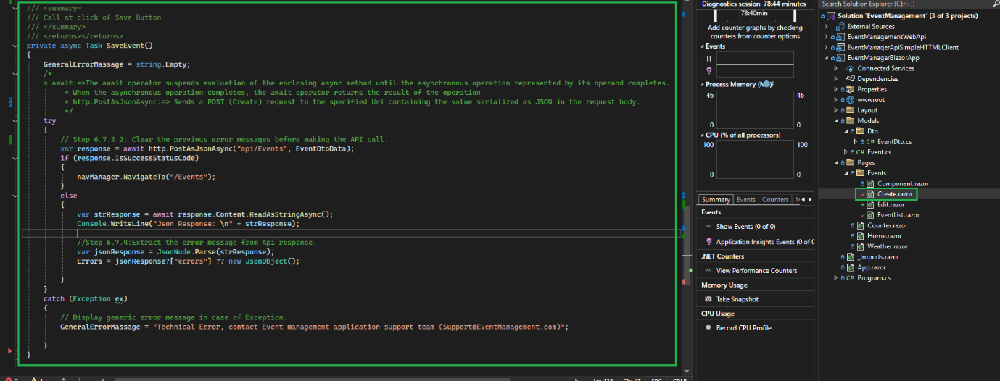 /// <summary>
/// Call at click of Save Button
/// </summary>
/// <returns></returns>
private async Task SaveEvent()
{
GeneralErrorMassage = string.Empty;
/*
* await:=>The await operator suspends evaluation of the enclosing async method until the asynchronous operation represented by its operand completes.
* When the asynchronous operation completes, the await operator returns the result of the operation
* http.PostAsJsonAsync:=> Sends a POST (Create) request to the specified Uri containing the value serialized as JSON in the request body.
*/
try
{
// Step 6.7.3.2: Clear the previous error messages before making the API call.
var response = await http.PostAsJsonAsync("api/Events", EventDtoData);
if (response.IsSuccessStatusCode)
{
navManager.NavigateTo("/Events");
}
else
{
var strResponse = await response.Content.ReadAsStringAsync();
Console.WriteLine("Json Response: \n" + strResponse);
//Step 6.7.4:Extract the error message from Api response.
var jsonResponse = JsonNode.Parse(strResponse);
Errors = jsonResponse?["errors"] ?? new JsonObject();
}
}
catch (Exception ex)
{
// Display generic error message in case of Exception.
GeneralErrorMassage = "Technical Error, contact Event management application support team (Support@EventManagement.com)";
}
}
Diagnostics session: 78:44 minutes
78:40min
Add counter graphs by checking
counters from counter options
Events
Process Memory
46 46
0 0
CPU (% of all processors)
100 100
0 0
Summary Events Counters
Events
Show Events (0 of 0)
Application Insights Events (0 of 0
.NET Counters
View Performance Counters
Memory Usage
Take Snapshot
CPU Usage
Record CPU Profile
Search Solution Explorer (Ctrl+;)
Solution 'EventManagement' (3 of 3 projects)
External Sources
EventManagementWebApi
EventManagerApiSimpleHTMLClient
EventManagerBlazorApp
Connected Services
Dependencies
Properties
wwwroot
Layout
Models
Dto
C# EventDto.cs
C# Event.cs
Pages
Events
Component.razor
Create.razor
Edit.razor
EventList.razor
Counter.razor
Home.razor
Weather.razor
_Imports.razor
App.razor
C# Program.cs